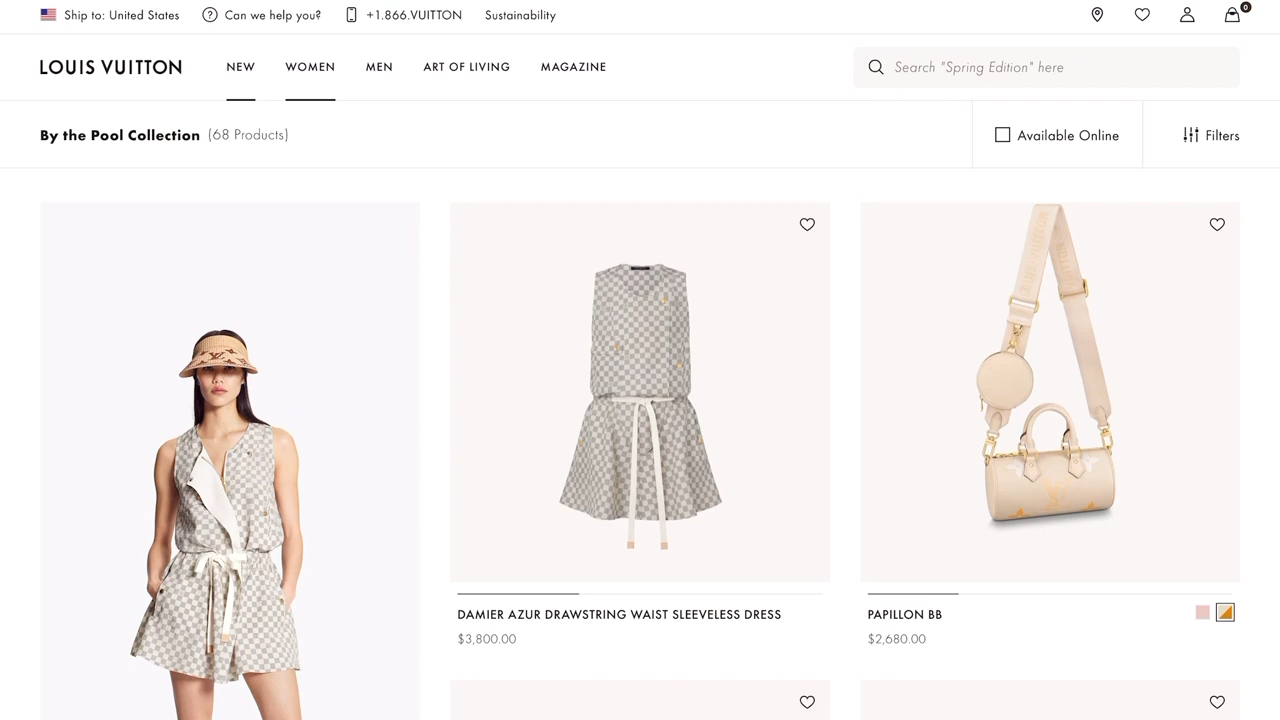 Ship to: United States
Can we help you?
+1.866.VUITTON
Sustainability
0
LOUIS VUITTON
NEW
WOMEN
MEN
ART OF LIVING
MAGAZINE
Search "Spring Edition" here
By the Pool Collection (68 Products)
Available Online
Filters
DAMIER AZUR DRAWSTRING WAIST SLEEVELESS DRESS
$3,800.00
PAPILLON BB
$2,680.00